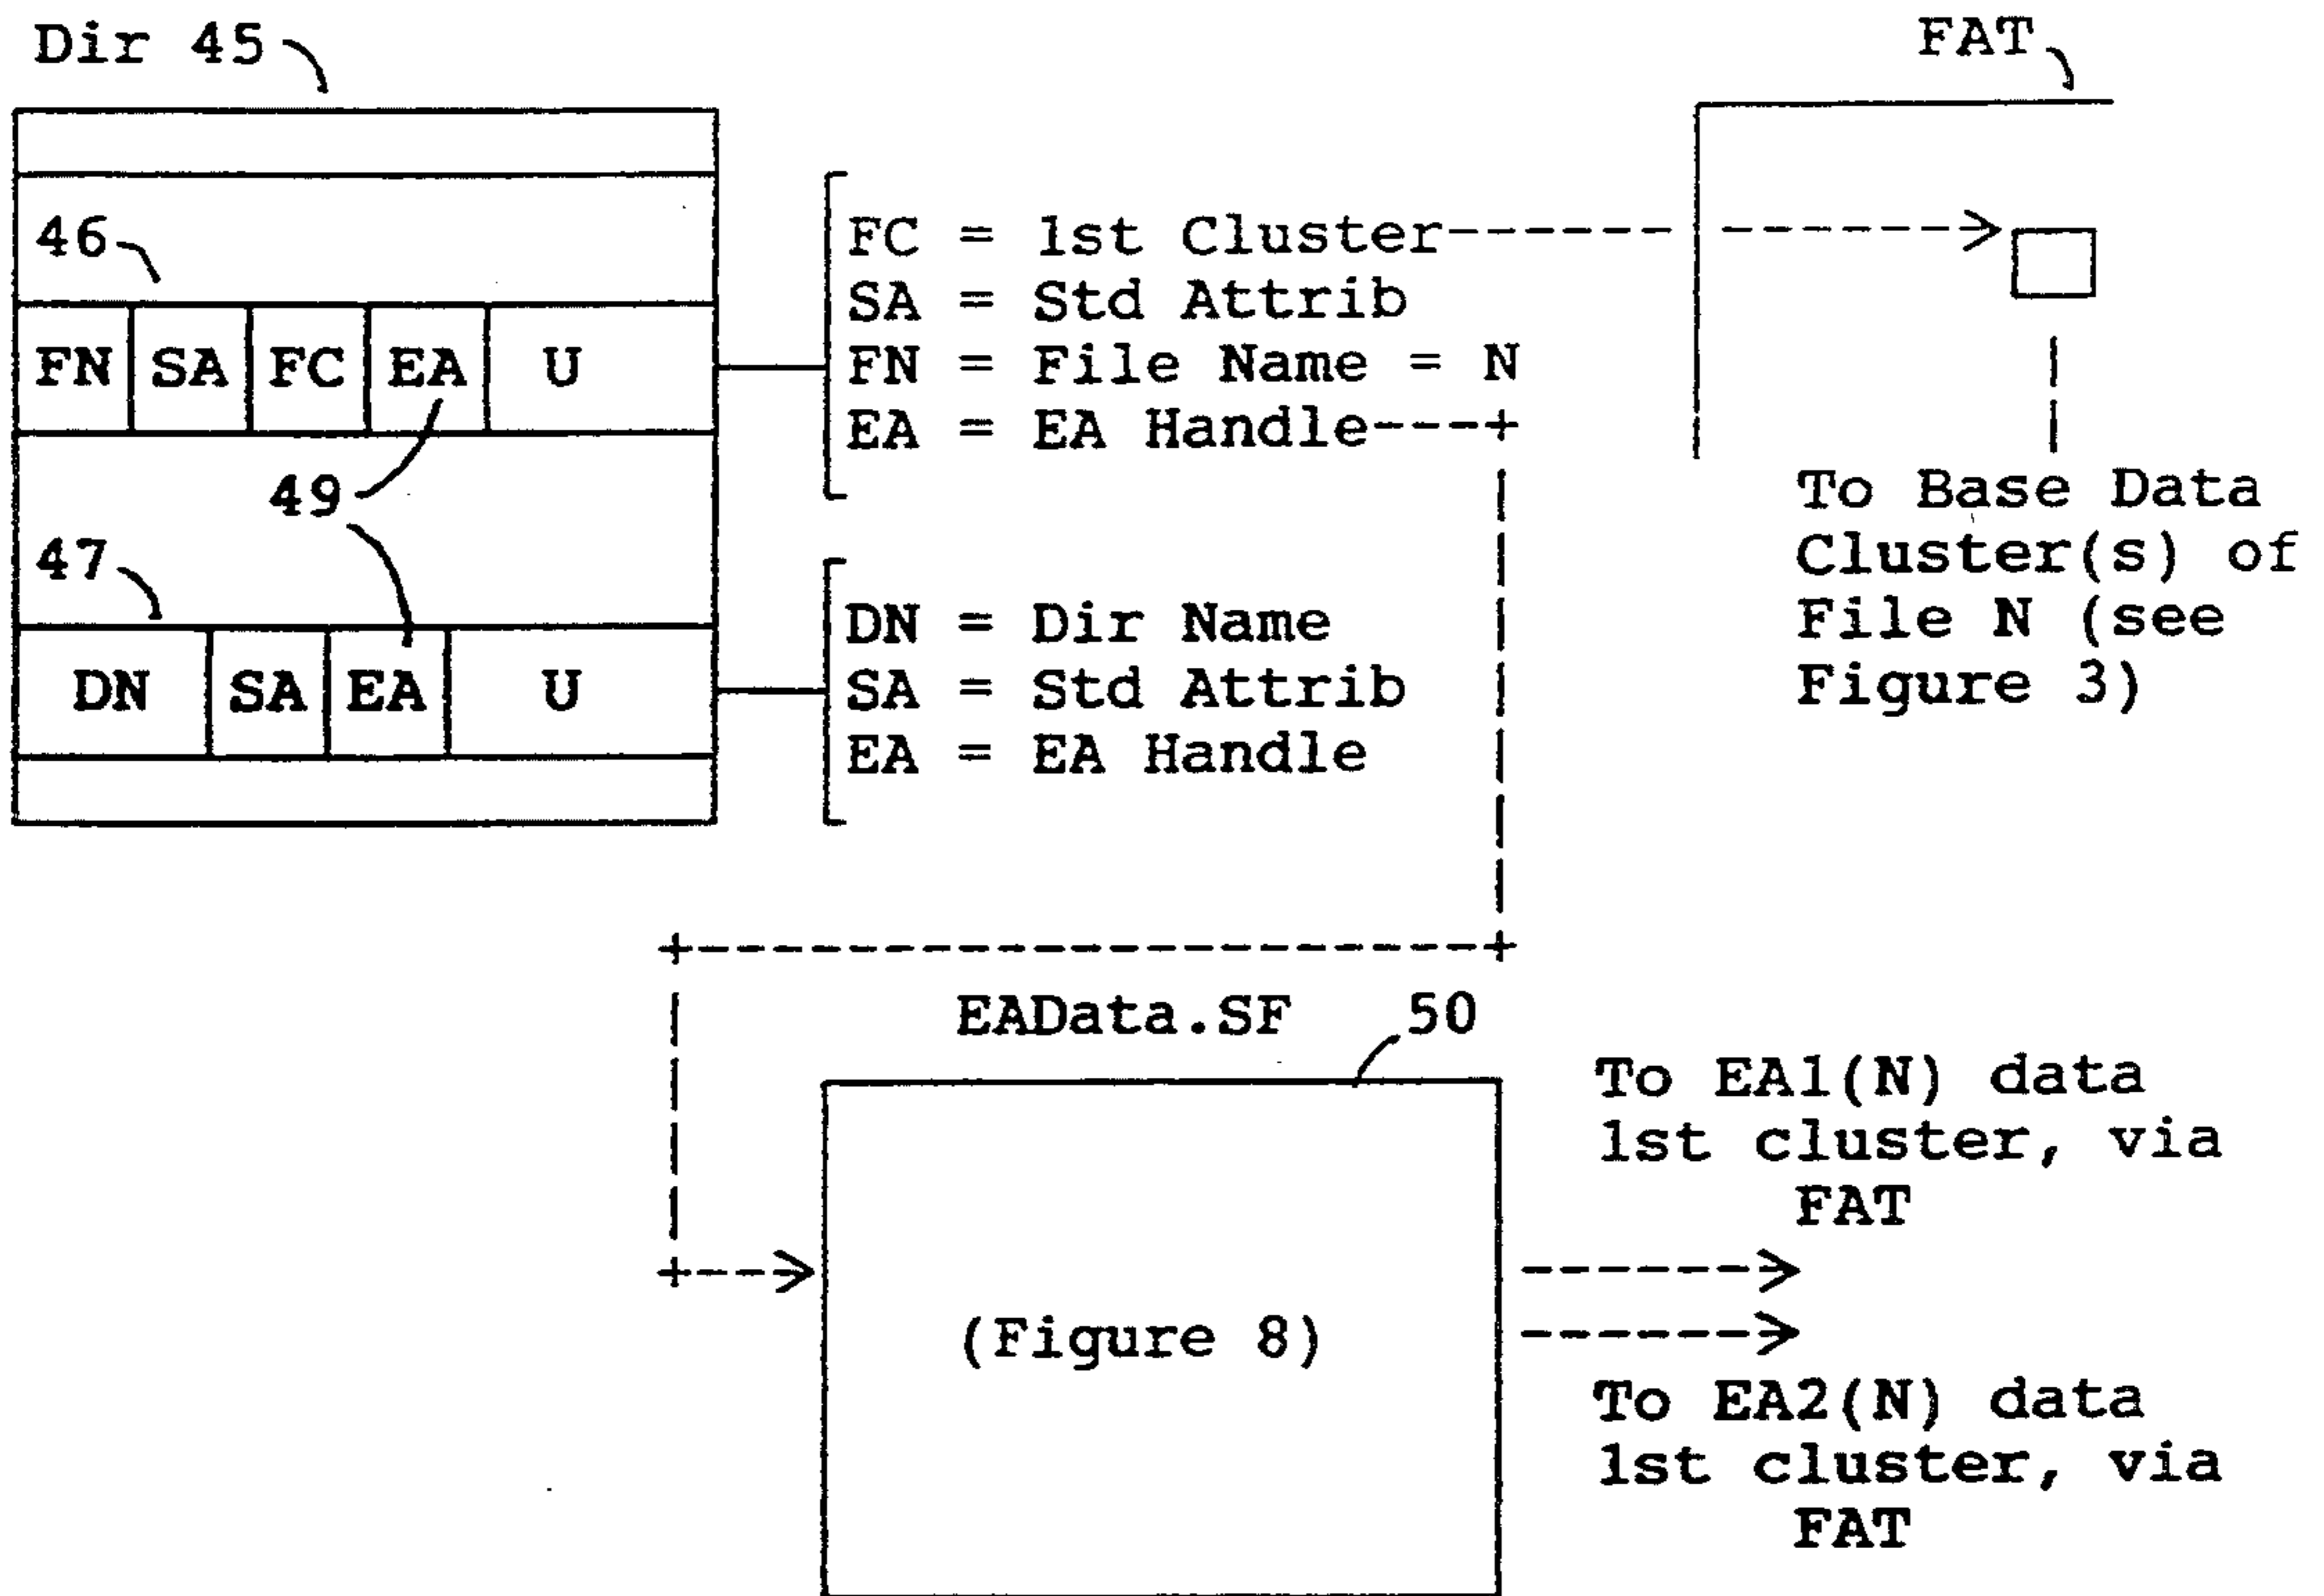 Dir 45
FAT
46
FN SA FC EA U
49
47
DN SA EA U
FC = 1st Cluster
SA = Std Attrib
FN = File Name = N
EA = EA Handle
DN = Dir Name
SA = Std Attrib
EA = EA Handle
To Base Data
Cluster(s) of
File N (see
Figure 3)
EAData.SF 50
(Figure 8)
To EA1(N) data
1st cluster, via
FAT
To EA2(N) data
1st cluster, via
FAT